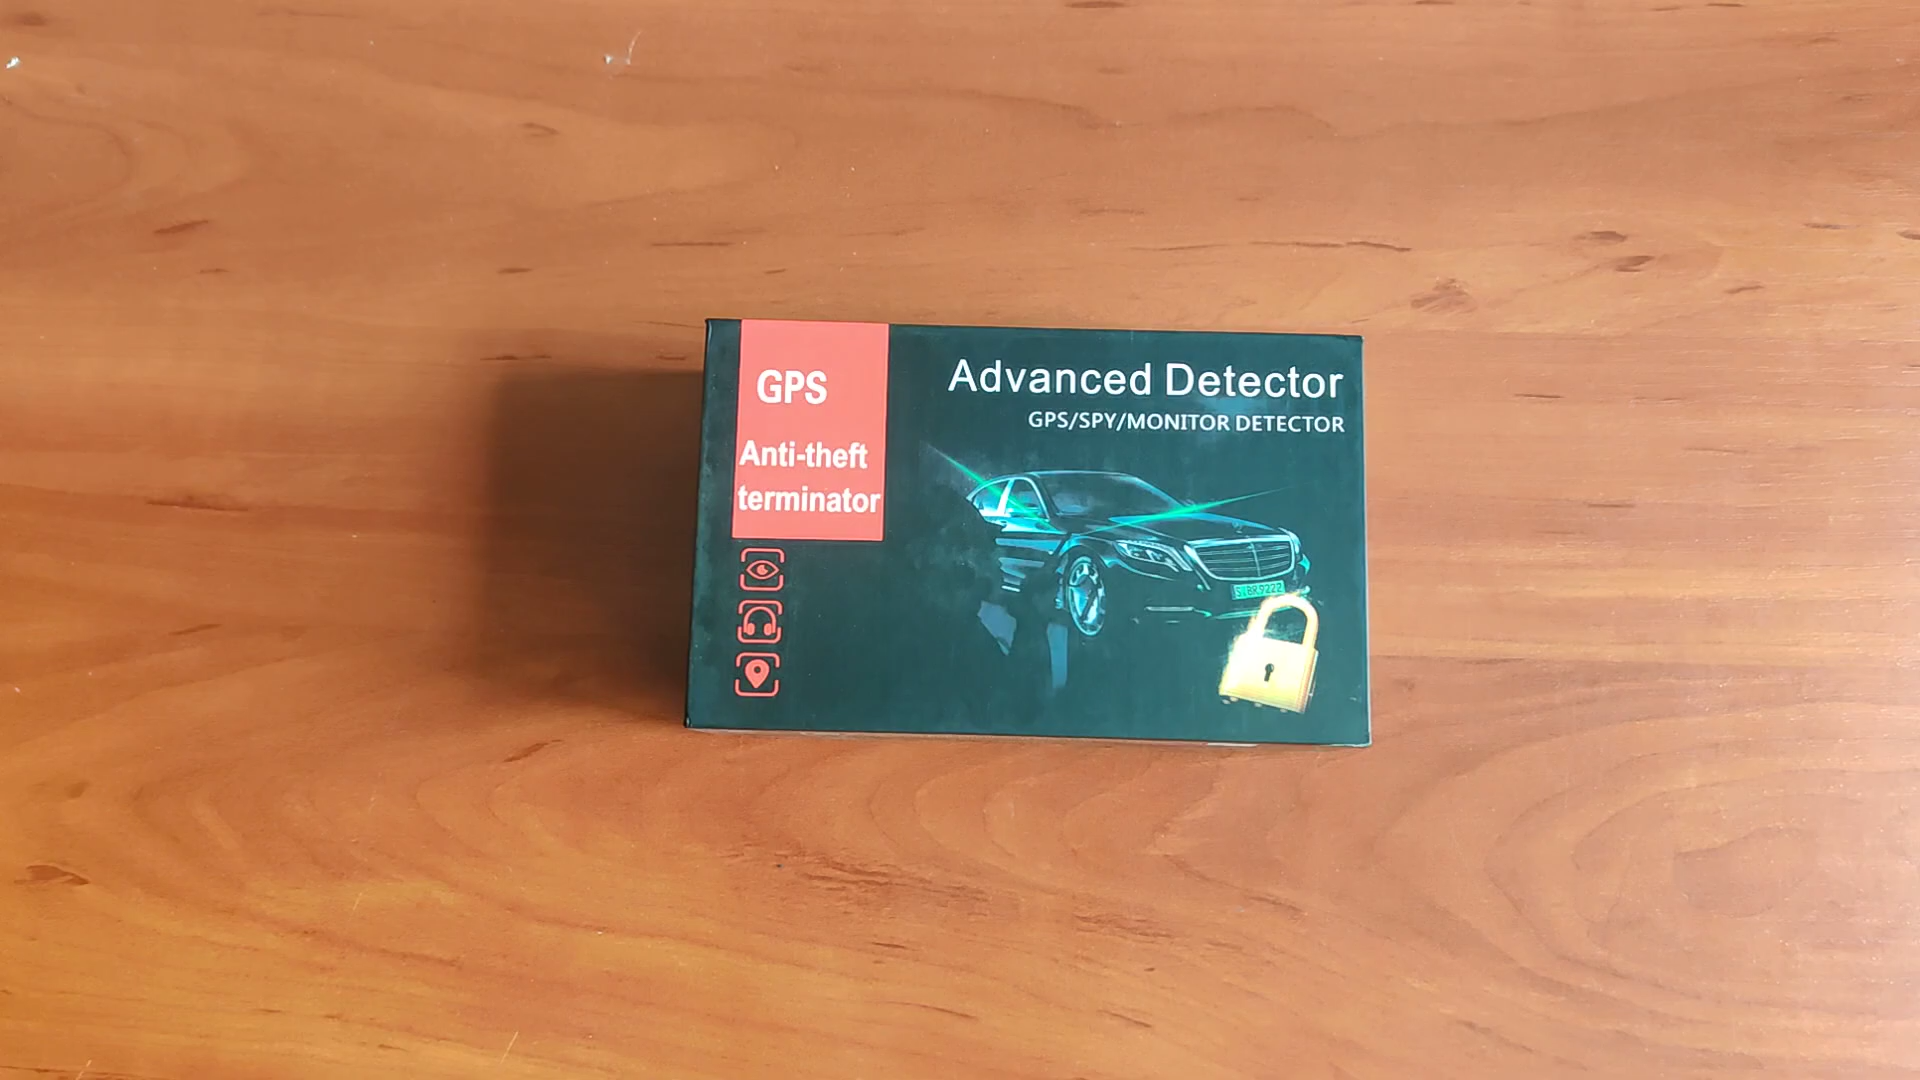 GPS
Anti-theft
terminator
Advanced Detector
GPS/SPY/MONITOR DETECTOR